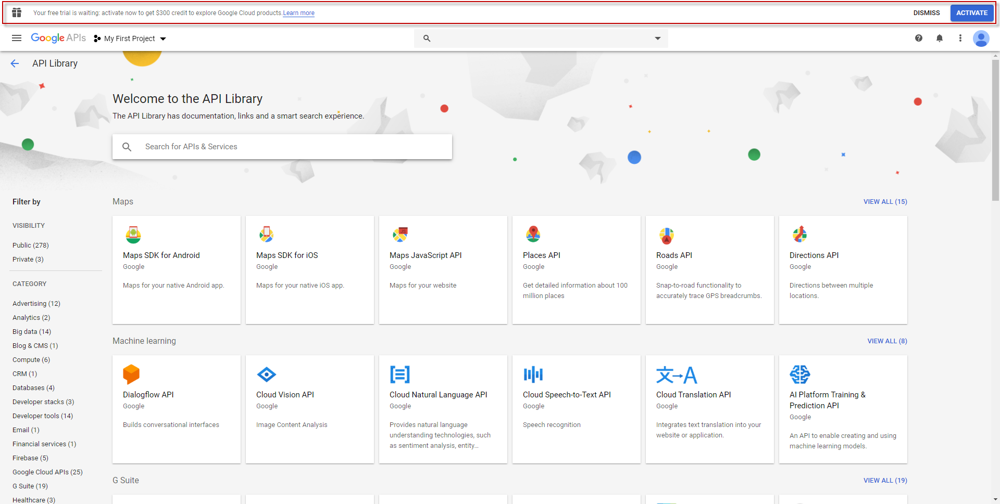 Your free trial is waiting: activate now to get $300 credit to explore Google Cloud products. Learn more
DISMISS
ACTIVATE
Google APIs
My First Project
API Library
Welcome to the API Library
The API Library has documentation, links and a smart search experience.
Search for APIs & Services
Filter by
VISIBILITY
Public (278)
Private (3)
CATEGORY
Advertising (12)
Analytics (2)
Big data (14)
Blog & CMS (1)
Compute (6)
CRM (1)
Databases (4)
Developer stacks (3)
Developer tools (14)
Email (1)
Financial services (1)
Firebase (5)
Google Cloud APIs (25)
G Suite (19)
Healthcare (3)
Maps
VIEW ALL (15)
Maps SDK for Android
Google
Maps for your native Android app.
Maps SDK for iOS
Google
Maps for your native iOS app.
JS
Maps JavaScript API
Google
Maps for your website
Places API
Google
Get detailed information about 100
million places
Roads API
Google
Snap-to-road functionality to
accurately trace GPS breadcrumbs.
Directions API
Google
Directions between multiple
locations.
Machine learning
VIEW ALL (8)
Dialogflow API
Google
Builds conversational interfaces
Cloud Vision API
Google
Image Content Analysis
Cloud Natural Language API
Google
Provides natural language
understanding technologies, such
as sentiment analysis, entity...
Cloud Speech-to-Text API
Google
Speech recognition
文→A
Cloud Translation API
Google
Integrates text translation into your
website or application.
AI Platform Training &
Prediction API
Google
An API to enable creating and using
machine learning models.
G Suite
VIEW ALL (19)